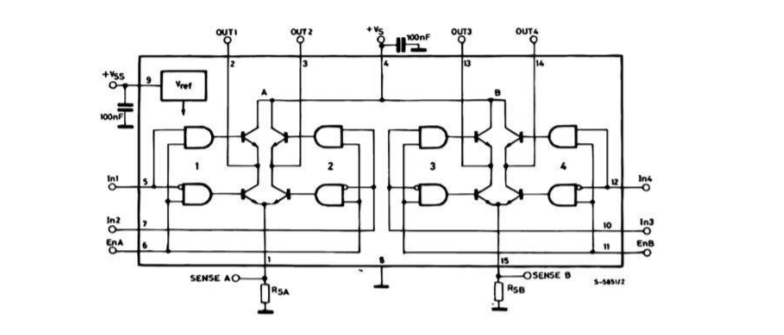 OUT1 OUT2 +VS 100nF OUT3 OUT4
2 3 4 13 14
+VSS 9 Vref A B
100nF
1 2 3 4
In1 5 12 In4
In2 7 10 In3
EnA 6 11 EnB
1 8 15
SENSE A SENSE B S-5851/2
RSA RSB